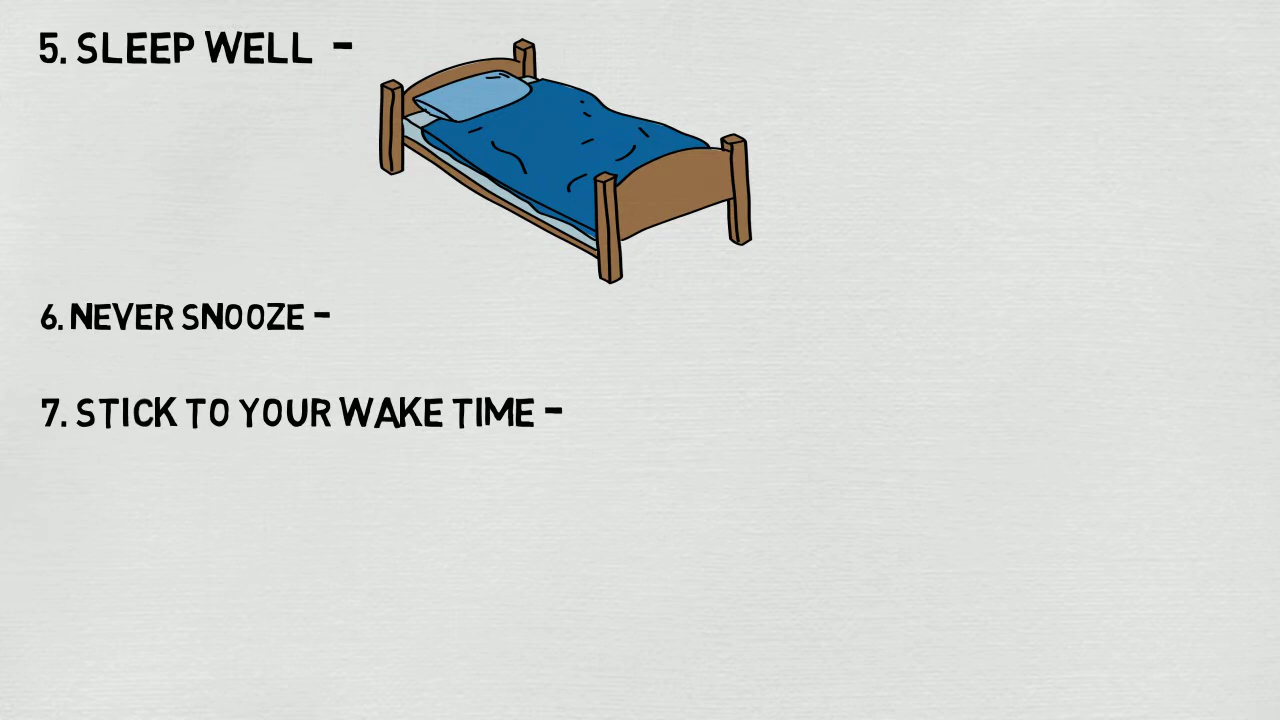 5. SLEEP WELL -
6. NEVER SNOOZE -
7. STICK TO YOUR WAKE TIME -